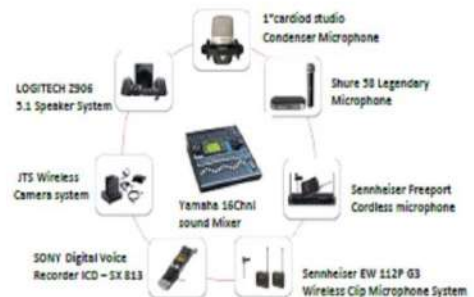 1"cardiod studio
Condenser Microphone
LOGITECH Z906
5.1 Speaker System
Shure 58 Legendary
Microphone
JTS Wireless
Camera system
Yamaha 16Chnl
sound Mixer
Sennheiser Freeport
Cordless microphone
SONY Digital Voice
Recorder ICD – SX 813
Sennheiser EW 112P G3
Wireless Clip Microphone System